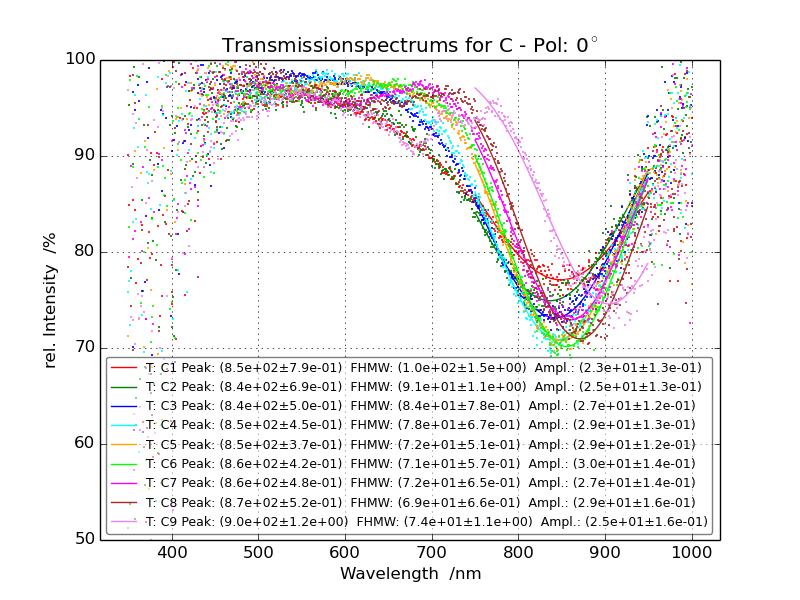 Transmissionspectrums for C - Pol: 0°
100
90
80
70
60
50
rel. Intensity /%
T: C1 Peak: (8.5e+02±7.9e-01) FHMW: (1.0e+02±1.5e+00) Ampl.: (2.3e+01±1.3e-01)
T: C2 Peak: (8.4e+02±6.9e-01) FHMW: (9.1e+01±1.1e+00) Ampl.: (2.5e+01±1.3e-01)
T: C3 Peak: (8.4e+02±5.0e-01) FHMW: (8.4e+01±7.8e-01) Ampl.: (2.7e+01±1.2e-01)
T: C4 Peak: (8.5e+02±4.5e-01) FHMW: (7.8e+01±6.7e-01) Ampl.: (2.9e+01±1.3e-01)
T: C5 Peak: (8.5e+02±3.7e-01) FHMW: (7.2e+01±5.1e-01) Ampl.: (2.9e+01±1.2e-01)
T: C6 Peak: (8.6e+02±4.2e-01) FHMW: (7.1e+01±5.7e-01) Ampl.: (3.0e+01±1.4e-01)
T: C7 Peak: (8.6e+02±4.8e-01) FHMW: (7.2e+01±6.5e-01) Ampl.: (2.7e+01±1.4e-01)
T: C8 Peak: (8.7e+02±5.2e-01) FHMW: (6.9e+01±6.6e-01) Ampl.: (2.9e+01±1.6e-01)
T: C9 Peak: (9.0e+02±1.2e+00) FHMW: (7.4e+01±1.1e+00) Ampl.: (2.5e+01±1.6e-01)
400 500 600 700 800 900 1000
Wavelength /nm